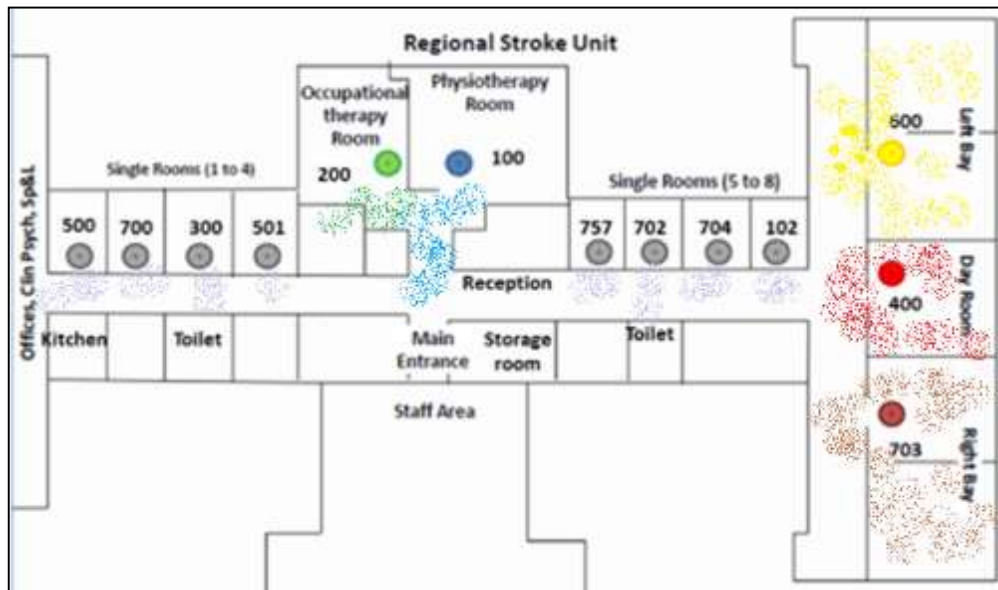 Regional Stroke Unit
Occupational
therapy
Room
200
Physiotherapy
Room
100
Single Rooms (1 to 4)
500
700
300
501
Single Rooms (5 to 8)
757
702
704
102
Offices, Clin Psych, Sp&L
Reception
Kitchen
Toilet
Main
Entrance
Storage
room
Toilet
Staff Area
600
Left Bay
400
Day Room
703
Right Bay